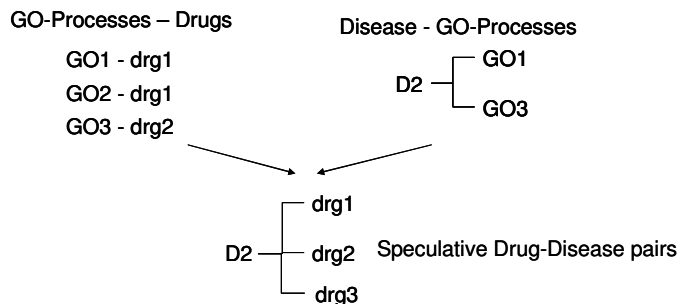 GO-Processes – Drugs
GO1 - drg1
GO2 - drg1
GO3 - drg2
Disease - GO-Processes
D2
GO1
GO3
D2
drg1
drg2
drg3
Speculative Drug-Disease pairs